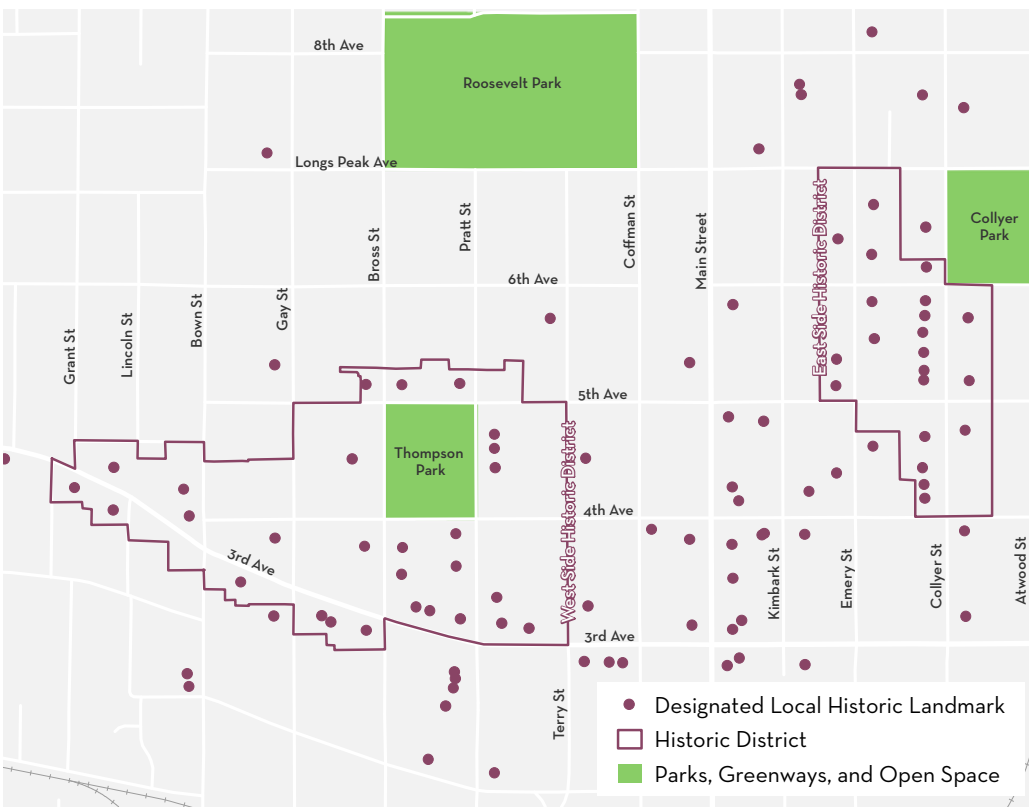 8th Ave
Roosevelt Park
Longs Peak Ave
Collyer
Park
East Side Historic District
Bross St
Pratt St
Coffman St
Main Street
6th Ave
Grant St
Lincoln St
Bown St
Gay St
5th Ave
Thompson
Park
West Side Historic District
4th Ave
3rd Ave
Kimbark St
Emery St
Collyer St
Atwood St
3rd Ave
Terry St
Designated Local Historic Landmark
Historic District
Parks, Greenways, and Open Space